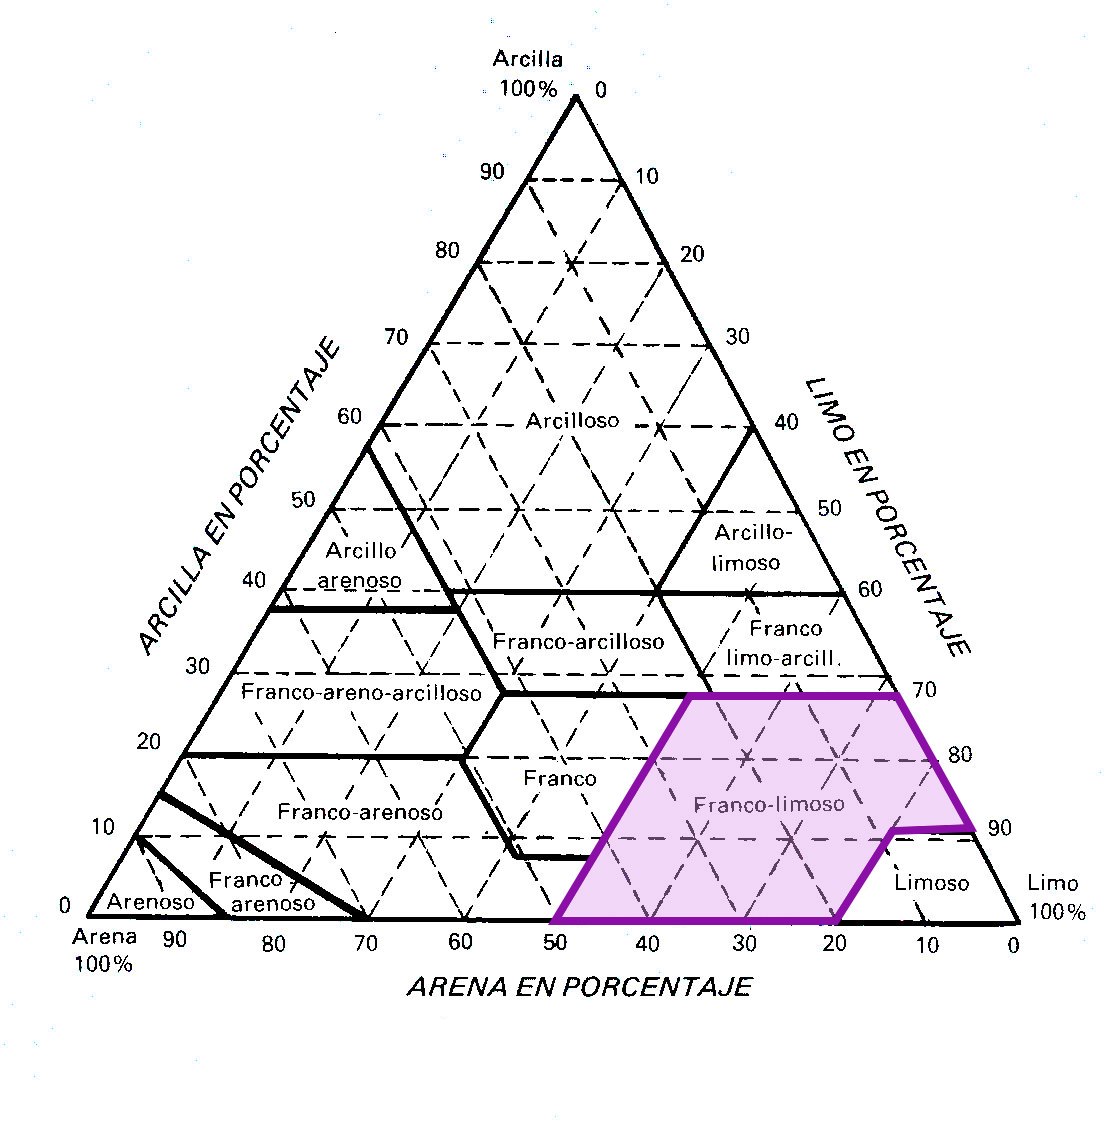 Arcilla
100% 0
90 10
80 20
70 30
60 40
Arcilloso
50 50
Arcillo
arenoso
Arcillo-
limoso
40 60
Franco-arcilloso
Franco
limo-arcill.
30 70
Franco-areno-arcilloso
20 80
Franco
Franco-limoso
Franco-arenoso
10 90
Franco
arenoso
Arenoso
Limoso
0
Limo
100%
Arena
100%
90 80 70 60 50 40 30 20 10 0
ARCILLA EN PORCENTAJE
LIMO EN PORCENTAJE
ARENA EN PORCENTAJE